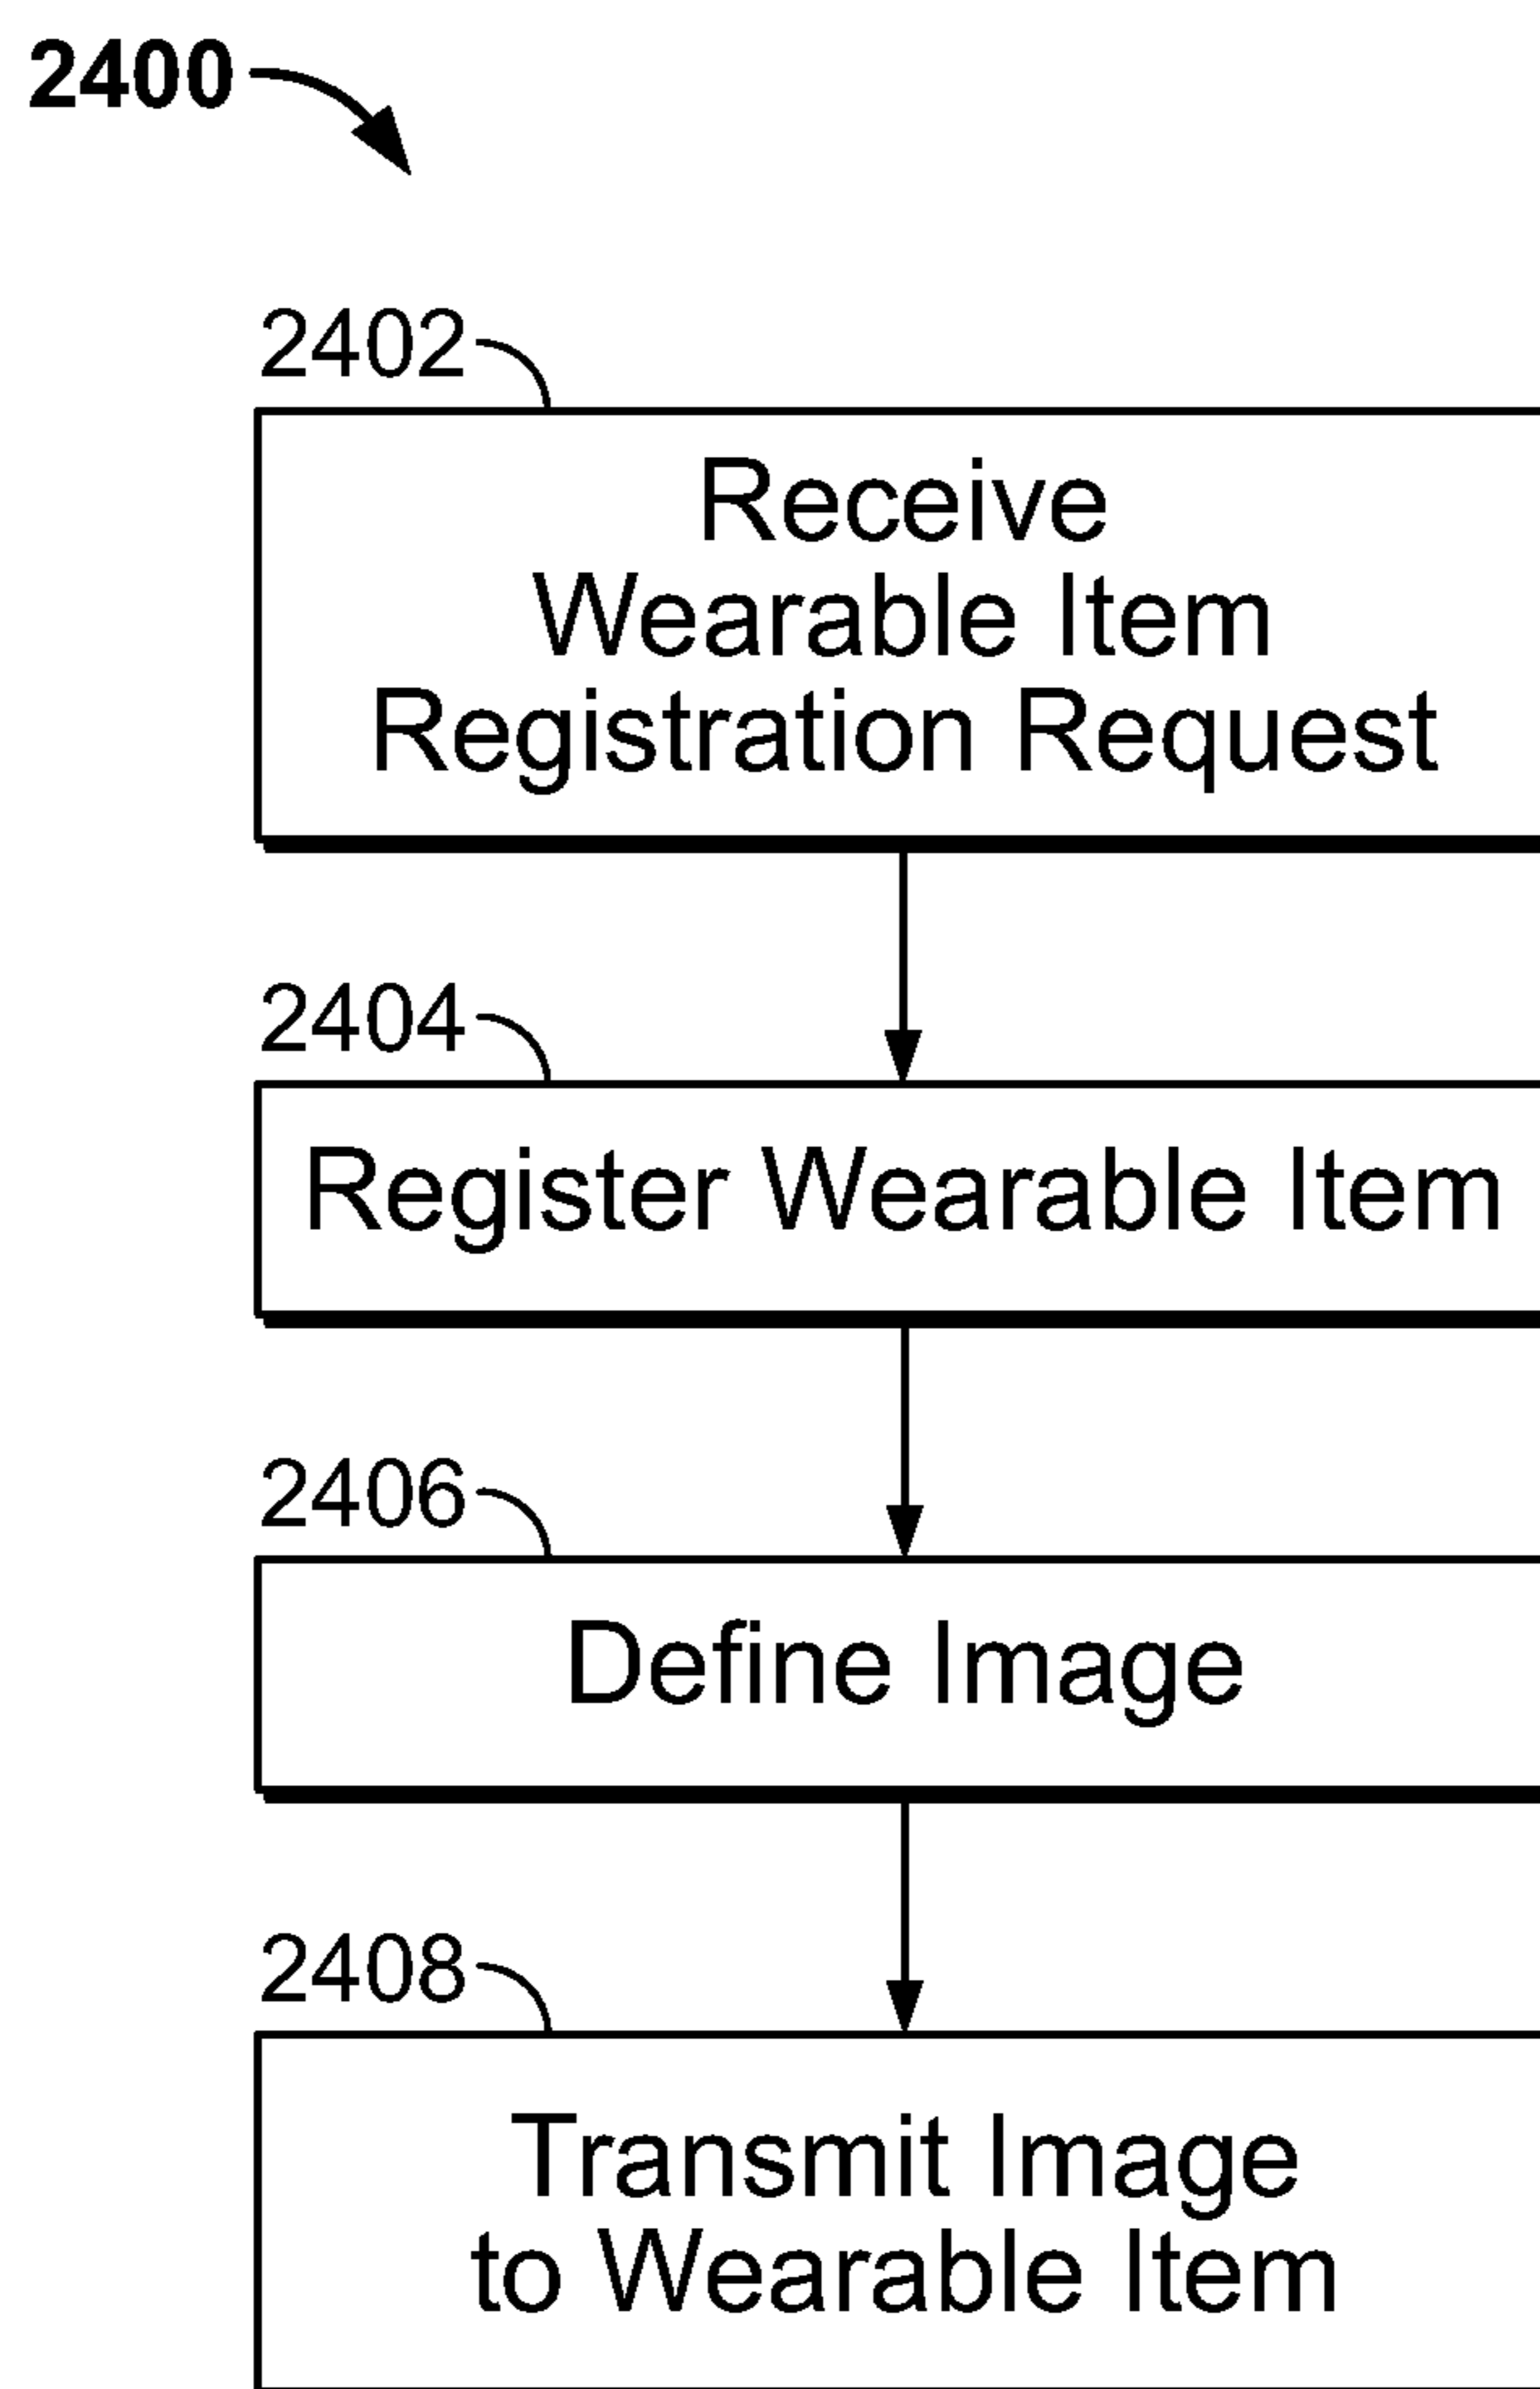 2400
2402
Receive
Wearable Item
Registration Request
2404
Register Wearable Item
2406
Define Image
2408
Transmit Image
to Wearable Item